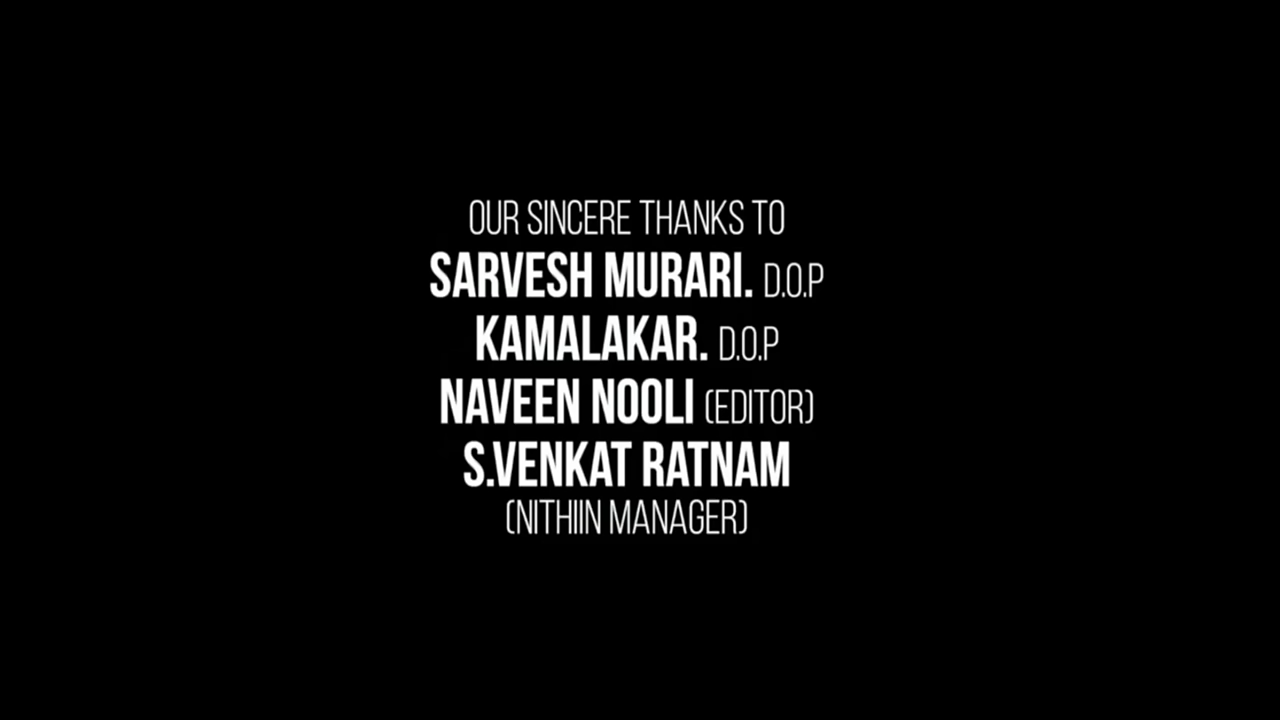 OUR SINCERE THANKS TO
SARVESH MURARI. D.O.P
KAMALAKAR. D.O.P
NAVEEN NOOLI (EDITOR)
S.VENKAT RATNAM
(NITHIIN MANAGER)